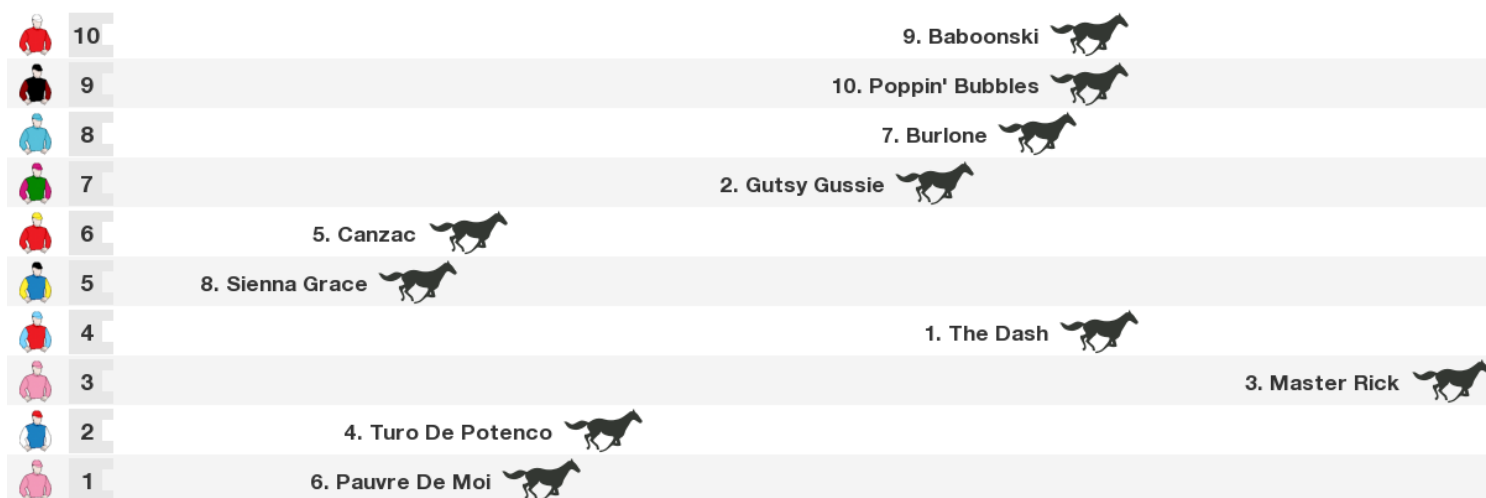 10 9. Baboonski
9 10. Poppin' Bubbles
8 7. Burlone
7 2. Gutsy Gussie
6 5. Canzac
5 8. Sienna Grace
4 1. The Dash
3 3. Master Rick
2 4. Turo De Potenco
1 6. Pauvre De Moi